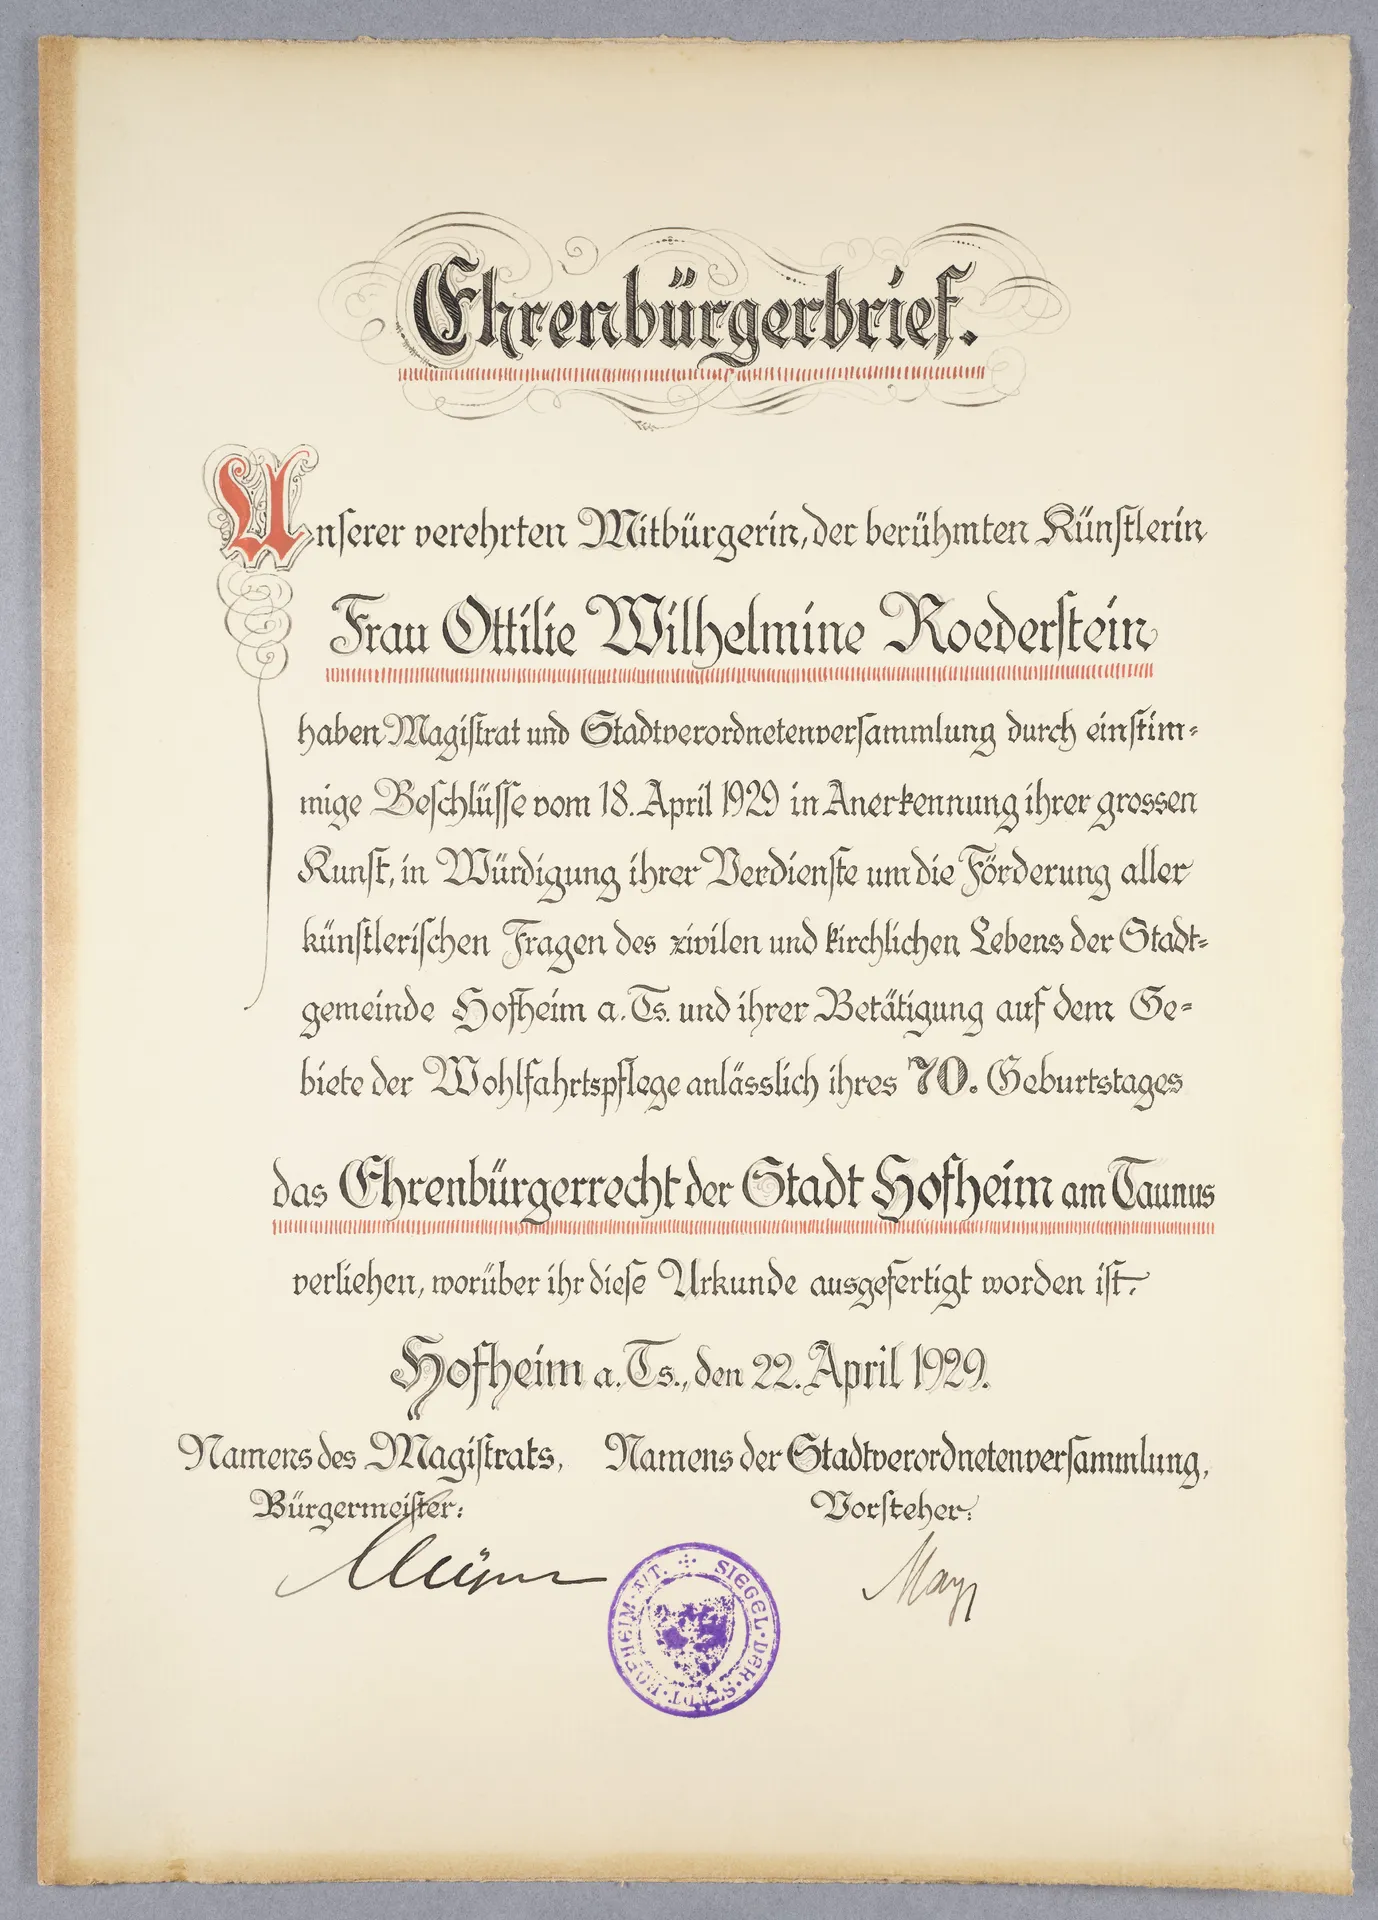 Ehrenbürgerbrief.
Unserer verehrten Mitbürgerin, der berühmten Künstlerin
Frau Ottilie Wilhelmine Roederstein
haben Magistrat und Stadtverordnetenversammlung durch einstim-
mige Beschlüsse vom 18. April 1929 in Anerkennung ihrer grossen
Kunst, in Würdigung ihrer Verdienste um die Förderung aller
künstlerischen Fragen des zivilen und kirchlichen Lebens der Stadt-
gemeinde Hofheim a. Ts. und ihrer Betätigung auf dem Ge-
biete der Wohlfahrtspflege anlässlich ihres 70. Geburtstages
das Ehrenbürgerrecht der Stadt Hofheim am Taunus
verliehen, worüber ihr diese Urkunde ausgefertigt worden ist.
Hofheim a. Ts., den 22. April 1929.
Namens des Magistrats, Namens der Stadtverordnetenversammlung,
Bürgermeister: Vorsteher:
SIEGEL · DER · STADT · HOFHEIM · A/T.